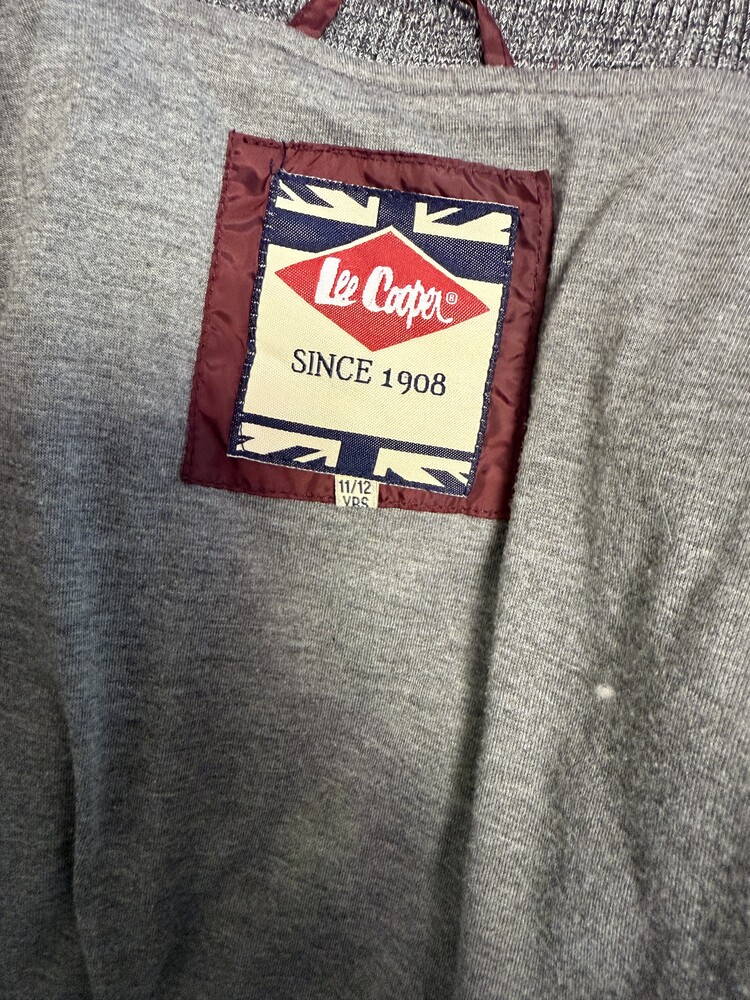 Lee Cooper®
SINCE 1908
11/12
YRS